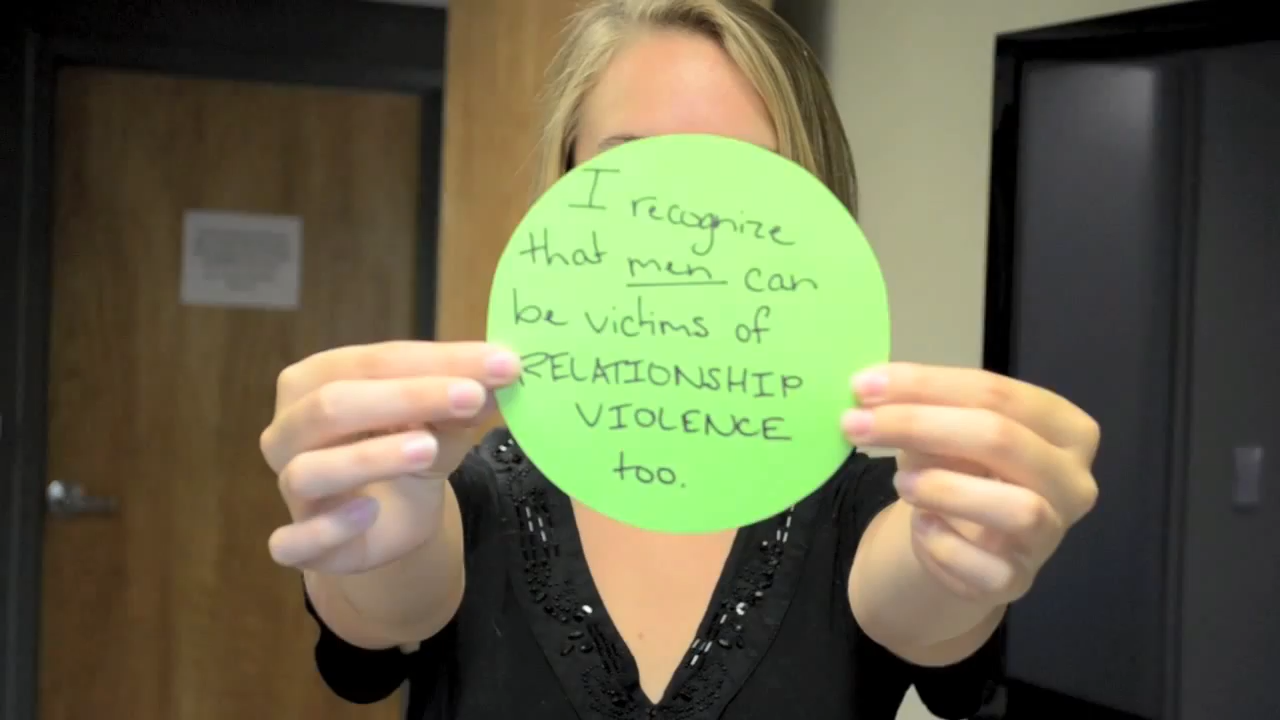 I recognize
that men can
be victims of
RELATIONSHIP
VIOLENCE
too.